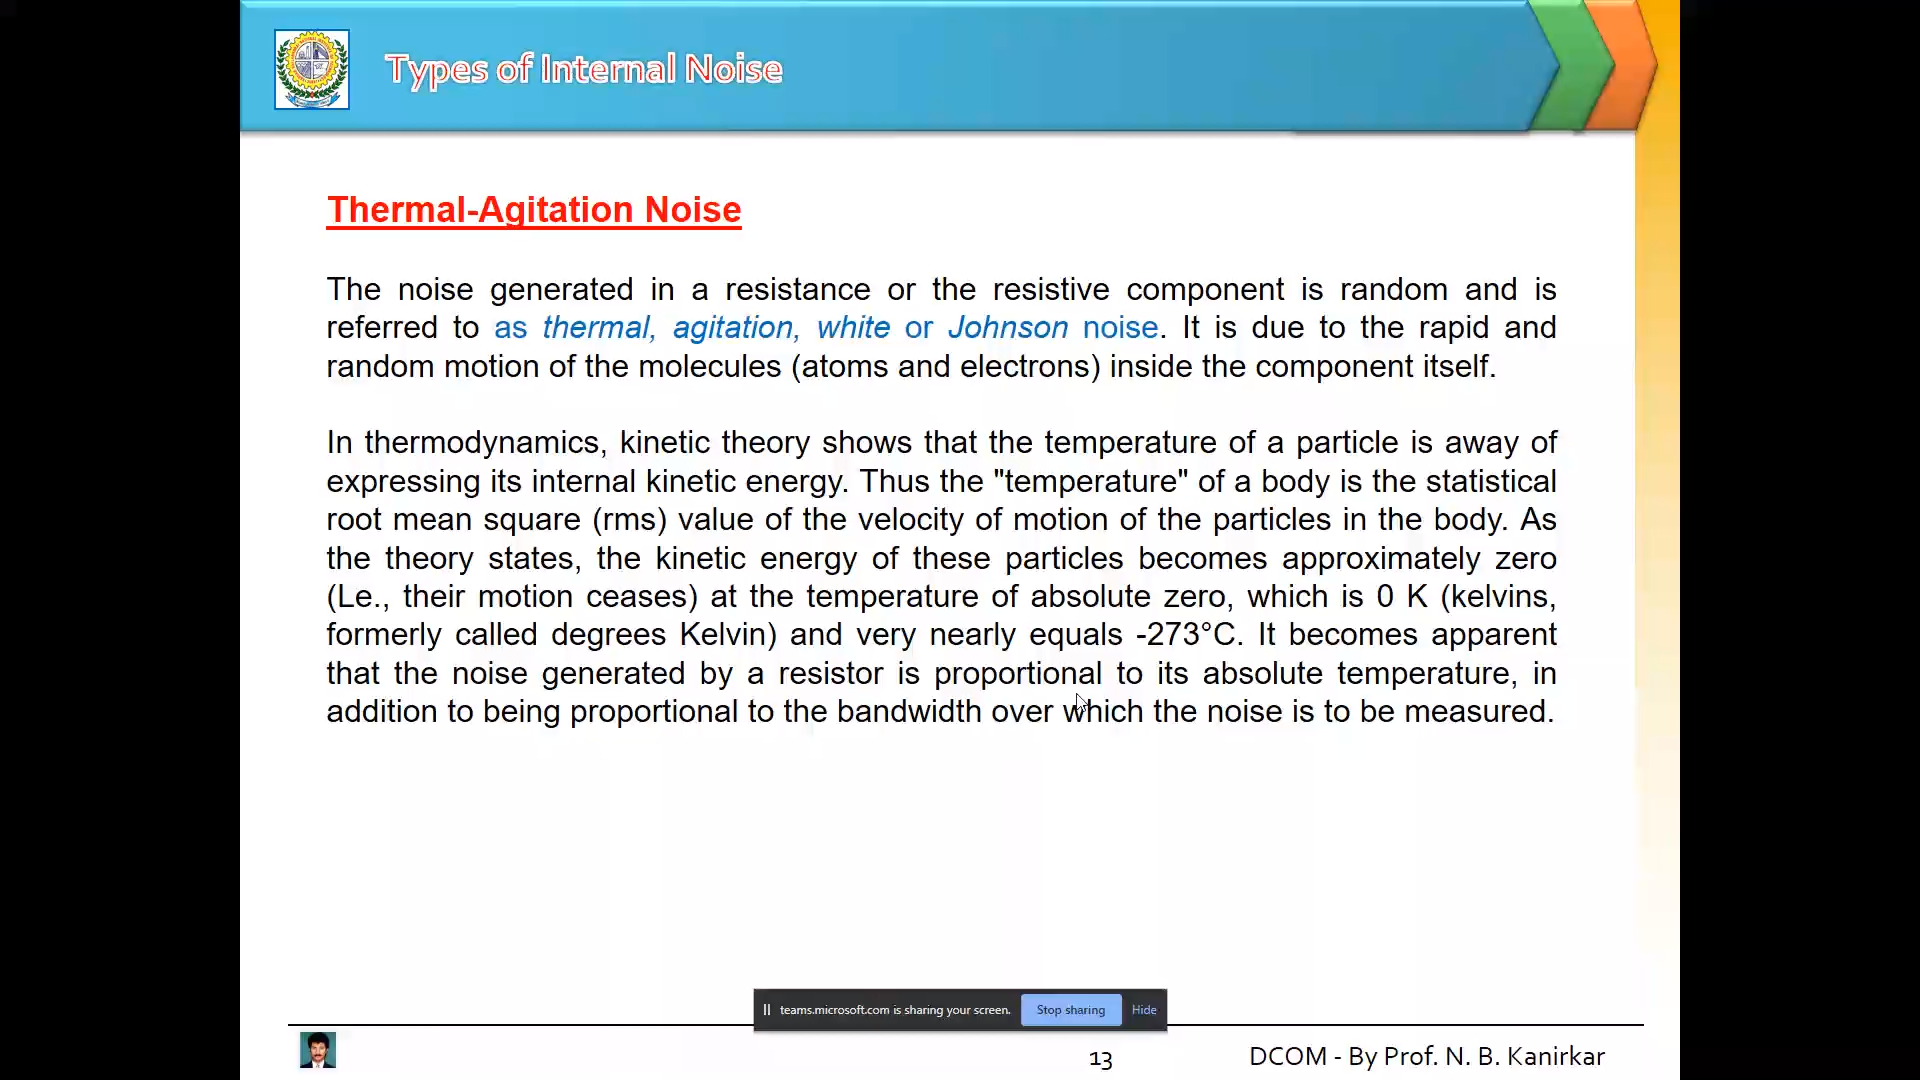 Types of Internal Noise
Thermal-Agitation Noise
The noise generated in a resistance or the resistive component is random and is
referred to as thermal, agitation, white or Johnson noise. It is due to the rapid and
random motion of the molecules (atoms and electrons) inside the component itself.
In thermodynamics, kinetic theory shows that the temperature of a particle is away of
expressing its internal kinetic energy. Thus the "temperature" of a body is the statistical
root mean square (rms) value of the velocity of motion of the particles in the body. As
the theory states, the kinetic energy of these particles becomes approximately zero
(Le., their motion ceases) at the temperature of absolute zero, which is 0 K (kelvins,
formerly called degrees Kelvin) and very nearly equals -273°C. It becomes apparent
that the noise generated by a resistor is proportional to its absolute temperature, in
addition to being proportional to the bandwidth over which the noise is to be measured.
teams.microsoft.com is sharing your screen. Stop sharing Hide
13 DCOM - By Prof. N. B. Kanirkar